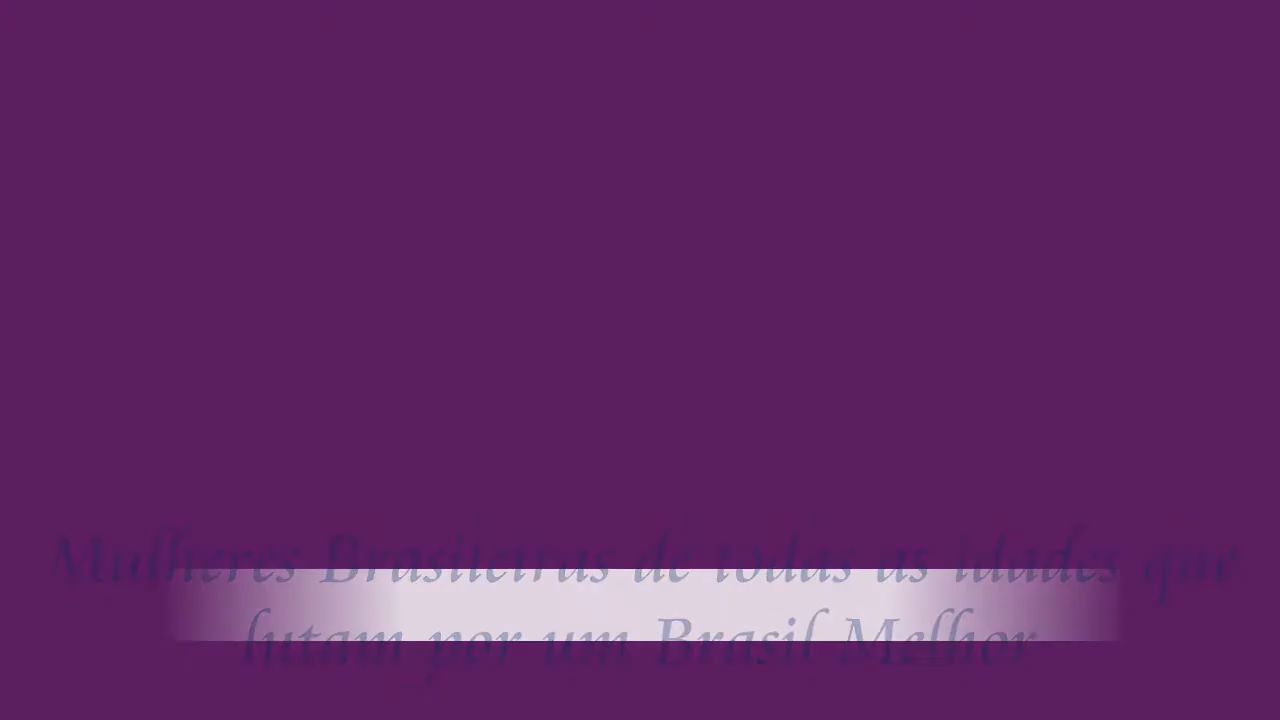 Mulheres Brasileiras de todas as idades que
lutam por um Brasil Melhor